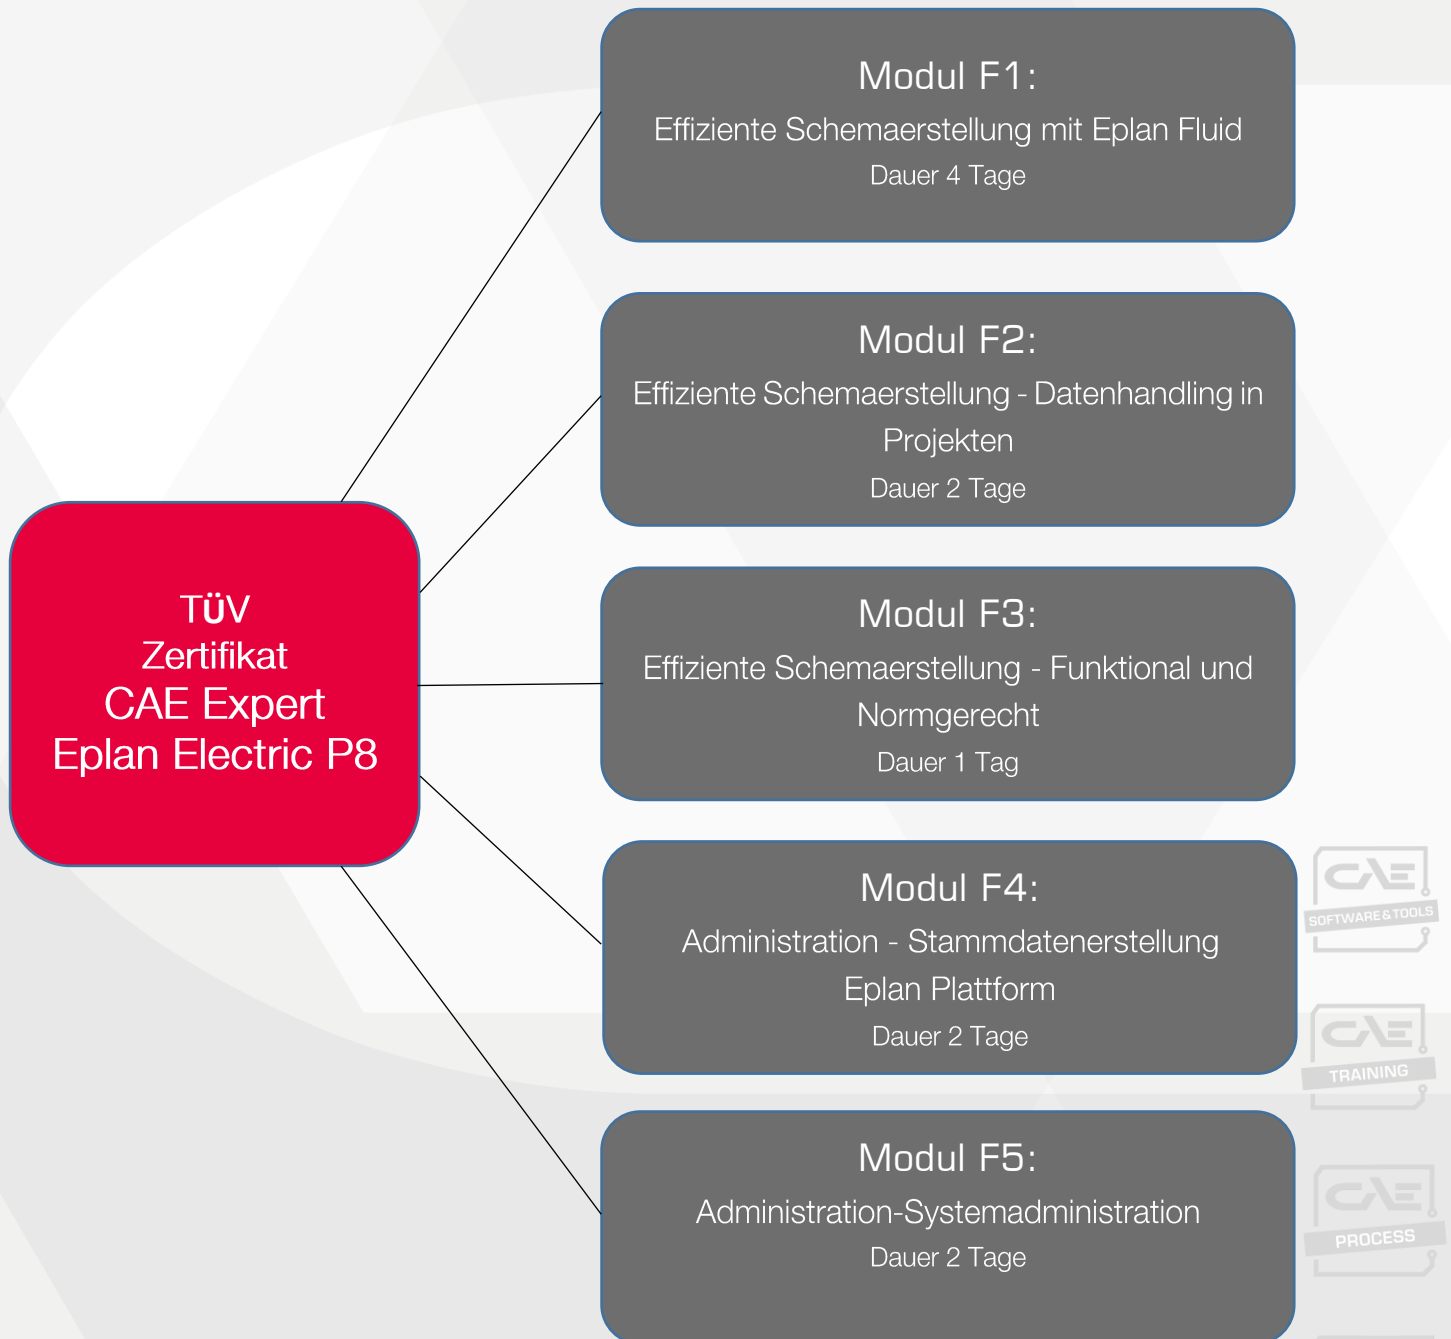 Modul F1:
Effiziente Schemaerstellung mit Eplan Fluid
Dauer 4 Tage
Modul F2:
Effiziente Schemaerstellung - Datenhandling in
Projekten
Dauer 2 Tage
TÜV
Zertifikat
CAE Expert
Eplan Electric P8
Modul F3:
Effiziente Schemaerstellung - Funktional und
Normgerecht
Dauer 1 Tag
Modul F4:
Administration - Stammdatenerstellung
Eplan Plattform
Dauer 2 Tage
CAE
SOFTWARE & TOOLS
CAE
TRAINING
Modul F5:
Administration-Systemadministration
Dauer 2 Tage
CAE
PROCESS